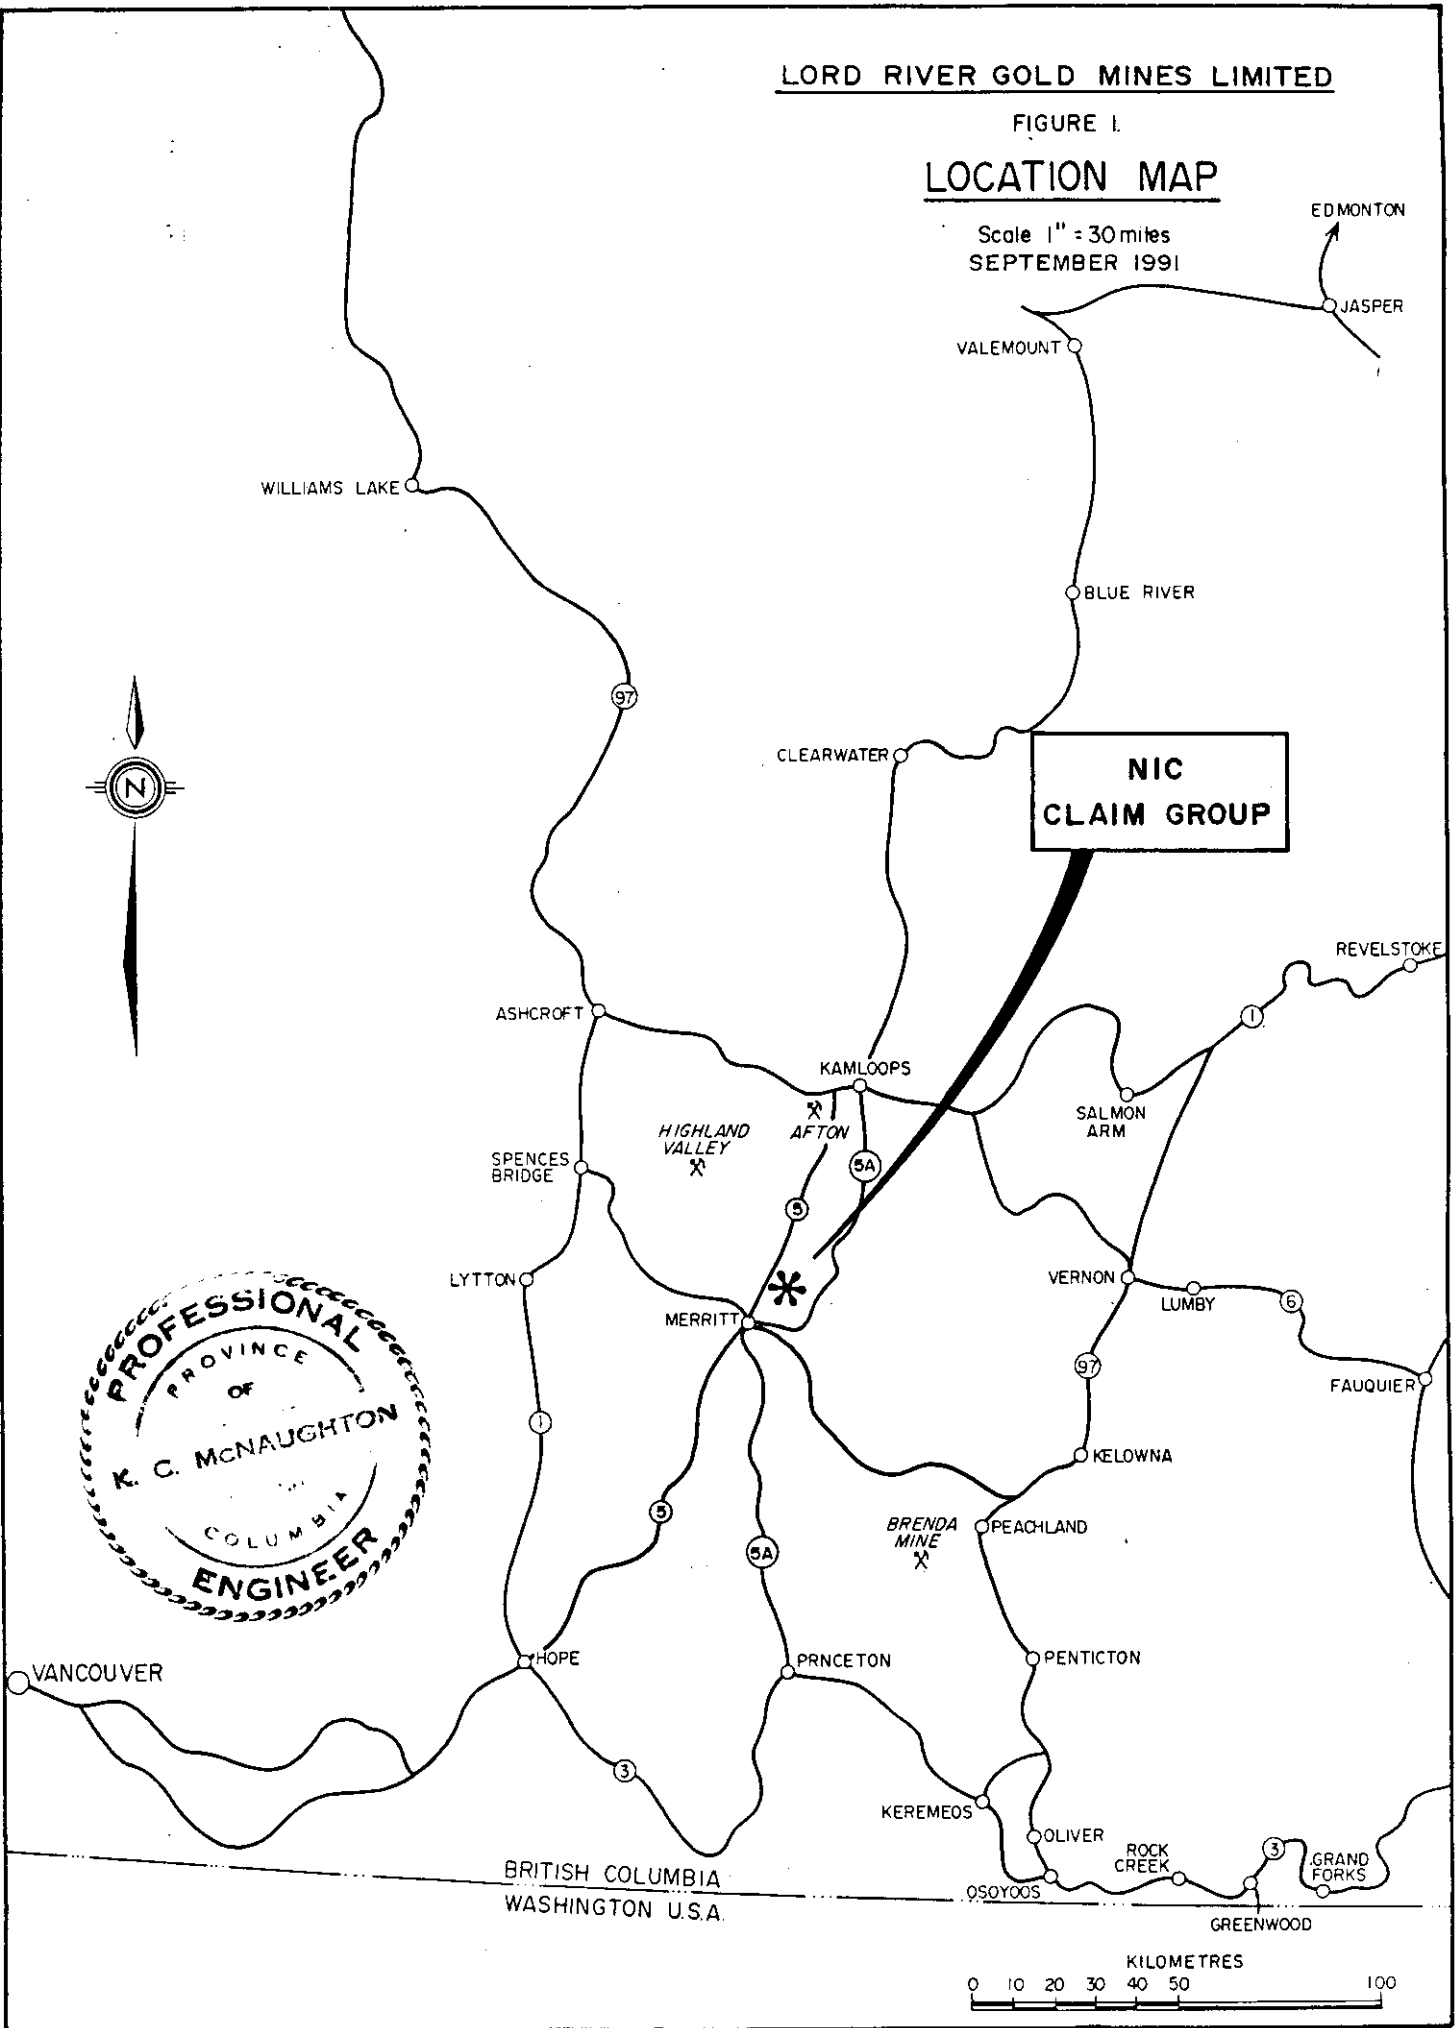 LORD RIVER GOLD MINES LIMITED
FIGURE 1.
LOCATION MAP
Scale 1" = 30 miles
SEPTEMBER 1991
EDMONTON
JASPER
VALEMOUNT
WILLIAMS LAKE
BLUE RIVER
97
CLEARWATER
NIC
CLAIM GROUP
N
REVELSTOKE
ASHCROFT
1
KAMLOOPS
SALMON
ARM
HIGHLAND
VALLEY
AFTON
SPENCES
BRIDGE
5A
5
LYTTON
VERNON
LUMBY
6
MERRITT
97
FAUQUIER
PROFESSIONAL
PROVINCE
OF
K. C. McNAUGHTON
COLUMBIA
ENGINEER
1
KELOWNA
5
BRENDA
MINE
PEACHLAND
5A
HOPE
PRNCETON
PENTICTON
VANCOUVER
3
KEREMEOS
OLIVER
ROCK
CREEK
3
GRAND
FORKS
BRITISH COLUMBIA
WASHINGTON U.S.A.
OSOYOOS
GREENWOOD
KILOMETRES
0 10 20 30 40 50 100